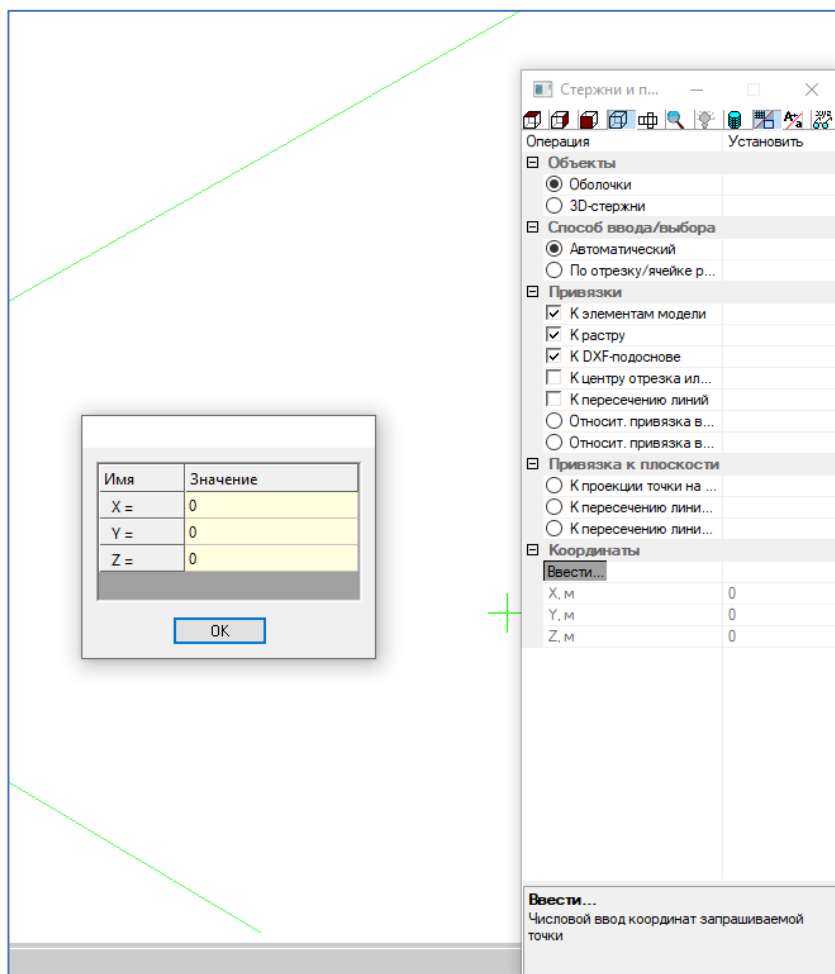 Стержни и п...
Операция Установить
Объекты
Оболочки
3D-стержни
Способ ввода/выбора
Автоматический
По отрезку/ячейке р...
Привязки
К элементам модели
К растру
К DXF-подоснове
К центру отрезка ил...
К пересечению линий
Относит. привязка в...
Относит. привязка в...
Привязка к плоскости
К проекции точки на ...
К пересечению лини...
К пересечению лини...
Координаты
Ввести...
X, м 0
Y, м 0
Z, м 0
Имя Значение
X = 0
Y = 0
Z = 0
OK
Ввести...
Числовой ввод координат запрашиваемой
точки